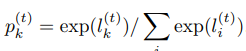 p_k^{(t)} = exp(l_k^{(t)}) / ∑_i exp(l_i^{(t)})